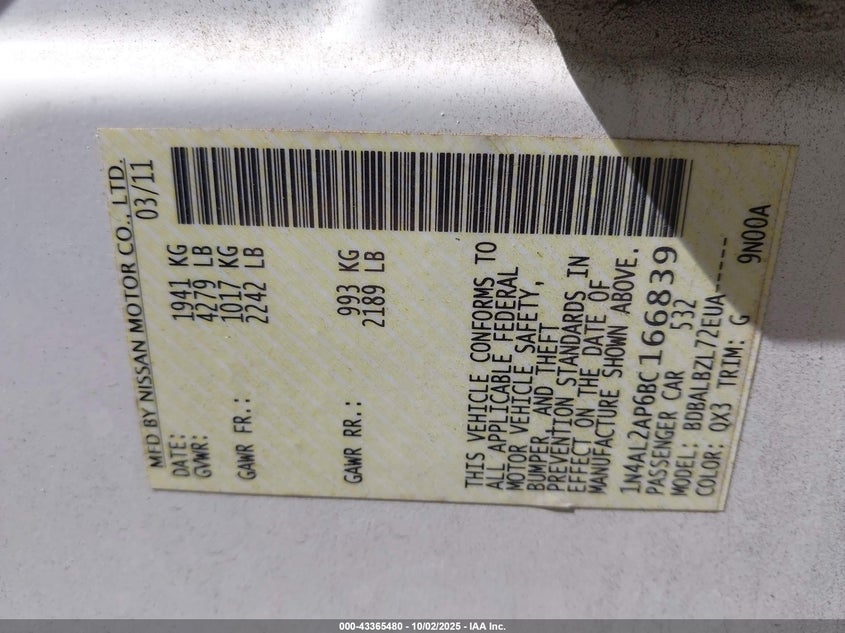 MFD BY NISSAN MOTOR CO., LTD.
DATE: 03/11
GVWR: 1941 KG
4279 LB
GAWR FR.: 1017 KG
2242 LB
GAWR RR.: 993 KG
2189 LB
THIS VEHICLE CONFORMS TO
ALL APPLICABLE FEDERAL
MOTOR VEHICLE SAFETY,
BUMPER, AND THEFT
PREVENTION STANDARDS IN
EFFECT ON THE DATE OF
MANUFACTURE SHOWN ABOVE.
1N4AL2AP6BC166839
PASSENGER CAR 532
MODEL: BDBALBZL72EUA-----
COLOR: QX3 TRIM: G 9N00A
000-43365480 - 10/02/2025 - IAA Inc.